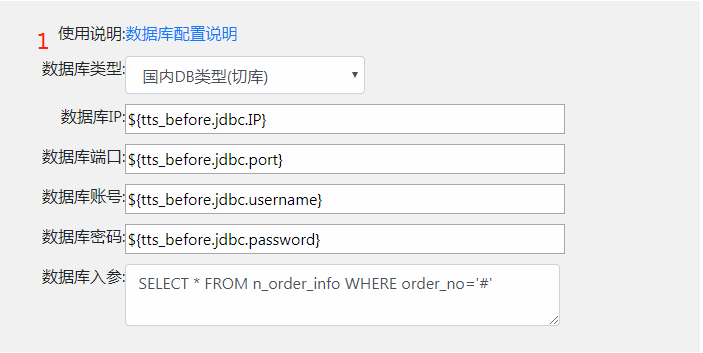 1 使用说明:数据库配置说明
数据库类型: 国内DB类型(切库)
数据库IP: ${tts_before.jdbc.IP}
数据库端口: ${tts_before.jdbc.port}
数据库账号: ${tts_before.jdbc.username}
数据库密码: ${tts_before.jdbc.password}
数据库入参: SELECT * FROM n_order_info WHERE order_no='#'